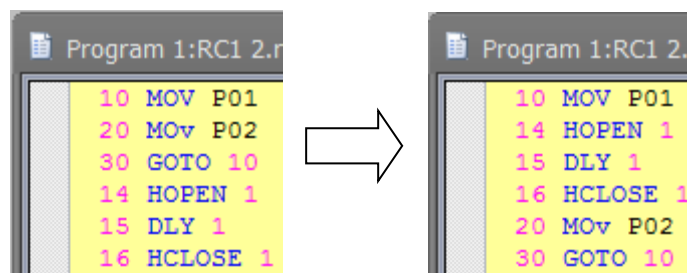 Program 1:RC1 2.r
10 MOV P01
20 MOv P02
30 GOTO 10
14 HOPEN 1
15 DLY 1
16 HCLOSE 1
Program 1:RC1 2.
10 MOV P01
14 HOPEN 1
15 DLY 1
16 HCLOSE 1
20 MOv P02
30 GOTO 10